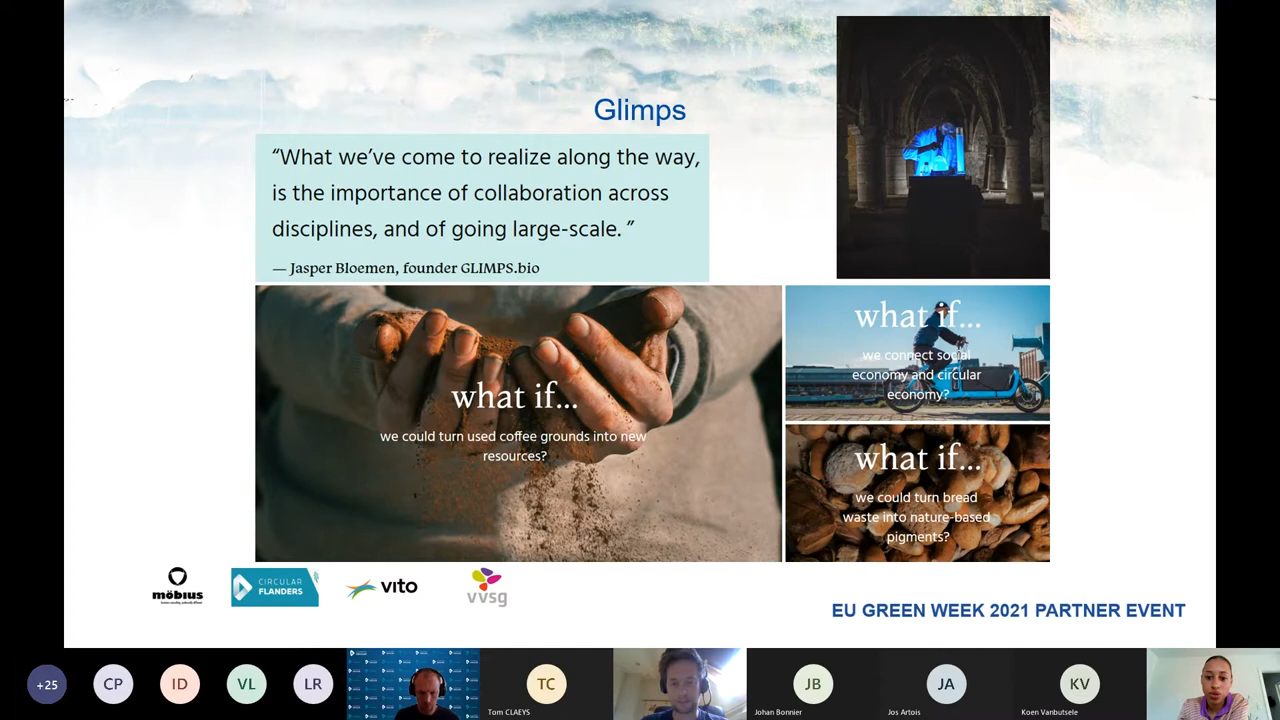 Glimps
“What we’ve come to realize along the way,
is the importance of collaboration across
disciplines, and of going large-scale. ”
— Jasper Bloemen, founder GLIMPS.bio
what if...
we could turn used coffee grounds into new
resources?
what if...
we connect social
economy and circular
economy?
what if...
we could turn bread
waste into nature-based
pigments?
möbius
CIRCULAR
FLANDERS
vito
vvsg
EU GREEN WEEK 2021 PARTNER EVENT
+25
CP
ID
VL
LR
TC
Tom CLAEYS
JB
Johan Bonnier
JA
Jos Artois
KV
Koen Vanbutsele